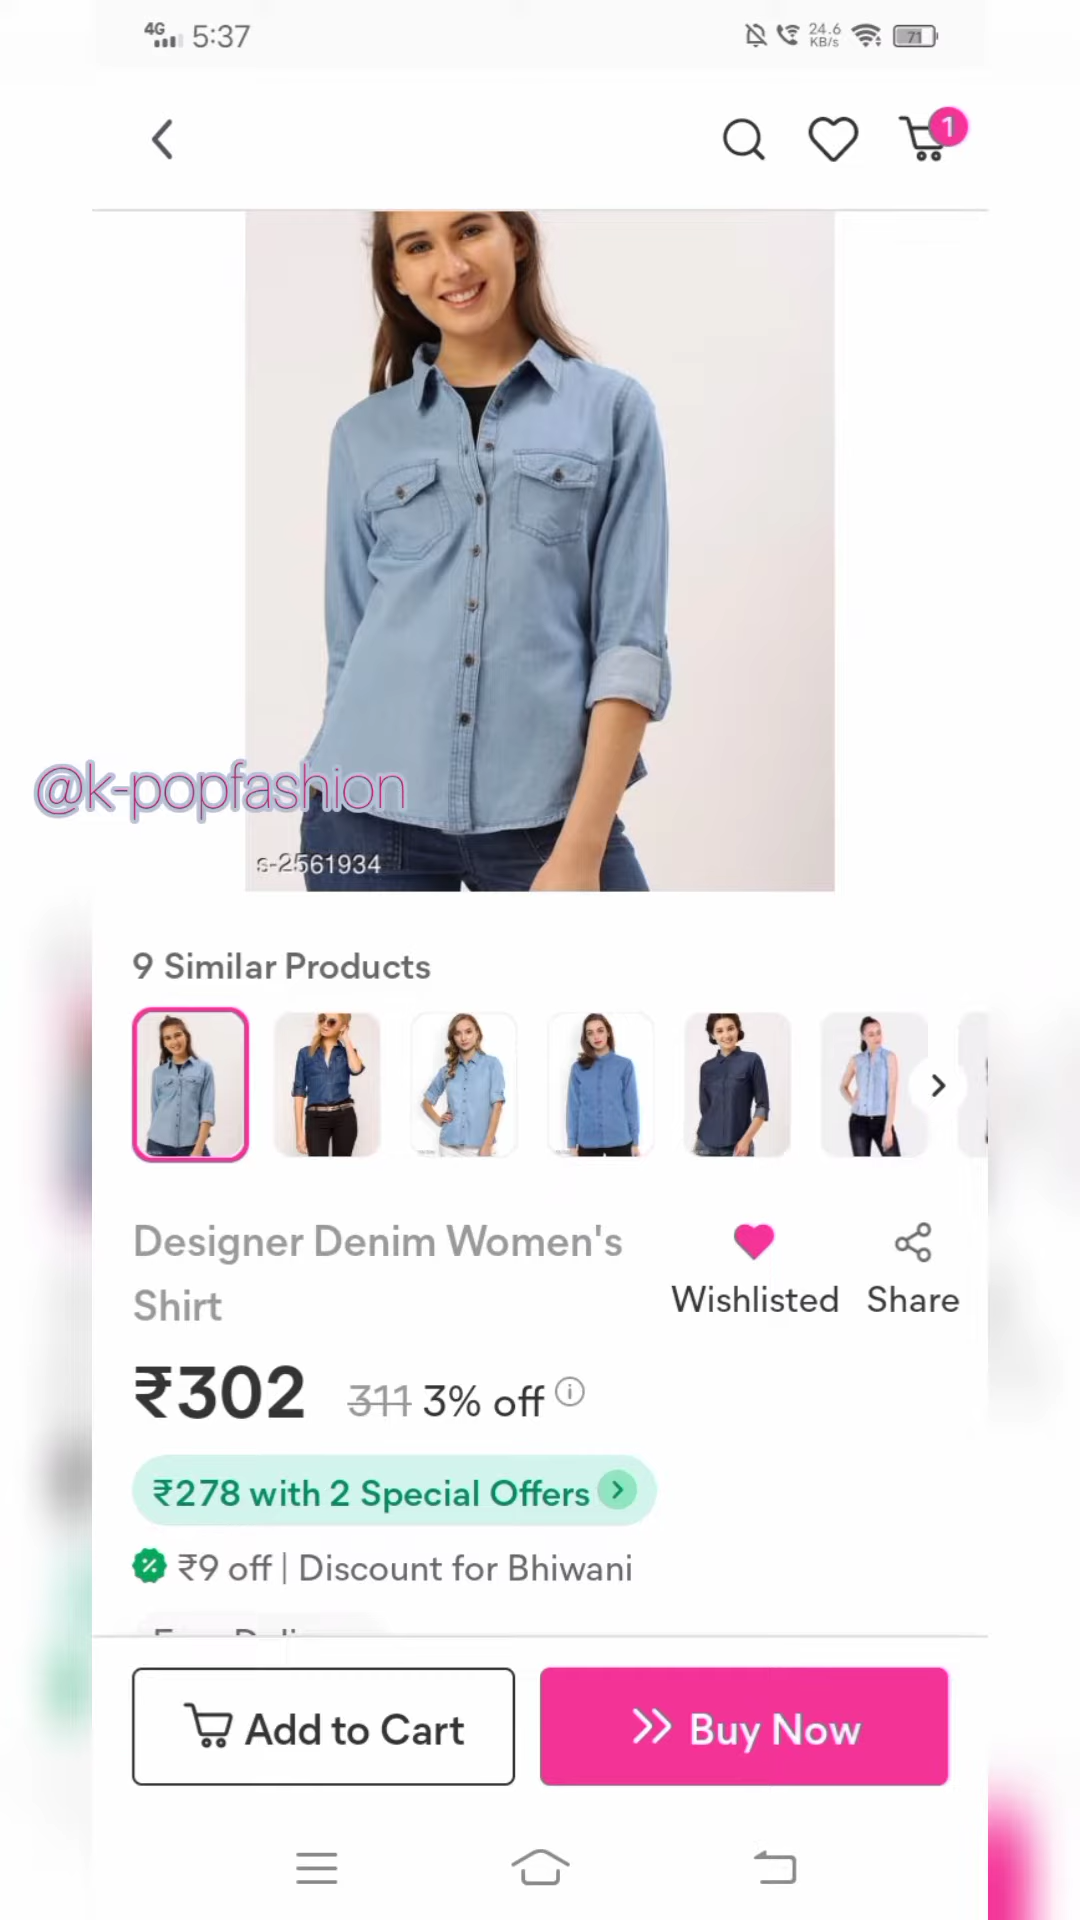 4G 5:37 24.6 KB/s 71
1
@k-popfashion
s-2561934
9 Similar Products
Designer Denim Women's
Shirt
Wishlisted Share
₹302 311 3% off
₹278 with 2 Special Offers
₹9 off | Discount for Bhiwani
Add to Cart Buy Now